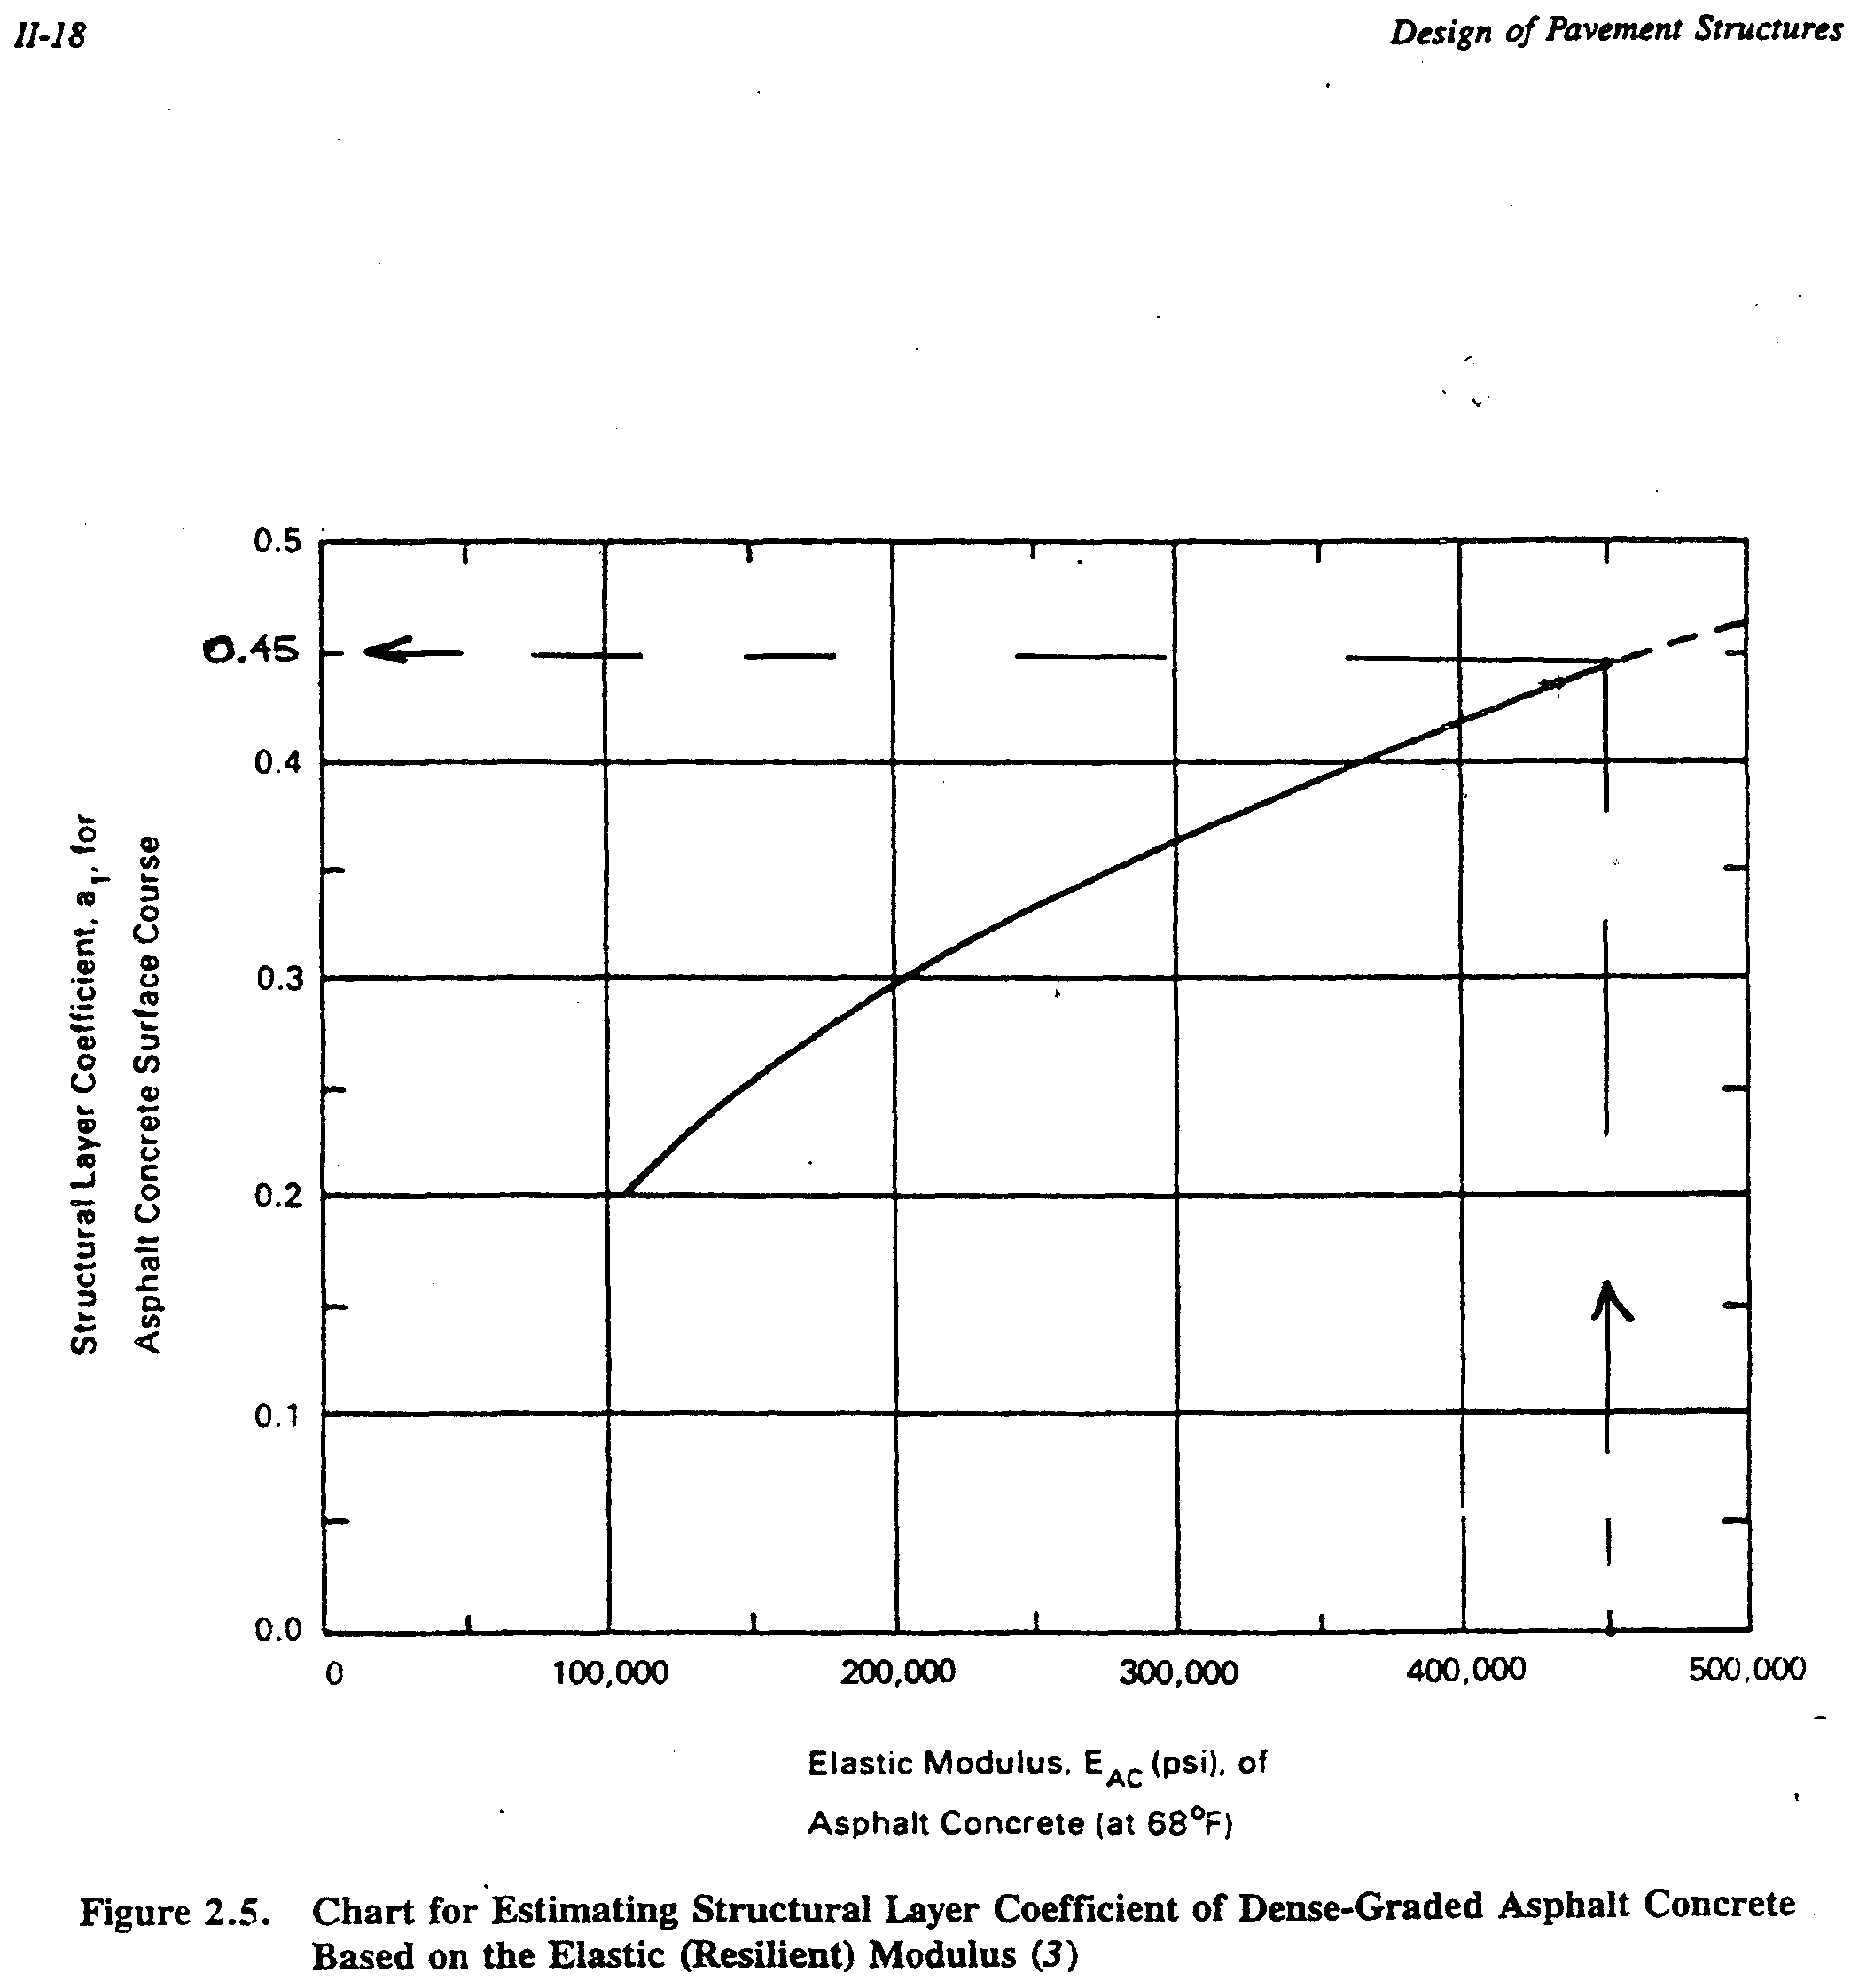 II-18
Design of Pavement Structures
0.5
0.45
0.4
0.3
0.2
0.1
0.0
Structural Layer Coefficient, a1, for
Asphalt Concrete Surface Course
0
100,000
200,000
300,000
400,000
500,000
Elastic Modulus, EAC (psi), of
Asphalt Concrete (at 68°F)
Figure 2.5. Chart for Estimating Structural Layer Coefficient of Dense-Graded Asphalt Concrete
Based on the Elastic (Resilient) Modulus (3)